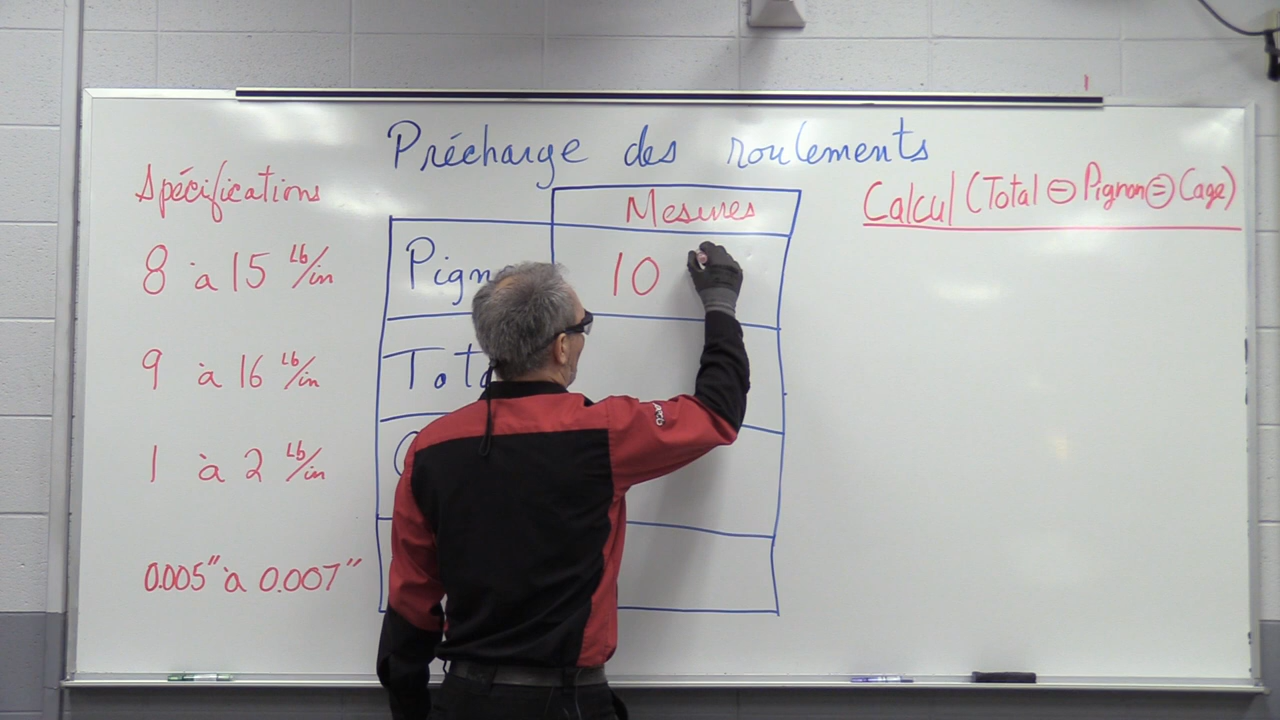 Précharge des roulements
Spécifications
8 à 15 lb/in
9 à 16 lb/in
1 à 2 lb/in
0.005" à 0.007"
Mesures
10
Calcul (Total - Pignon = Cage)